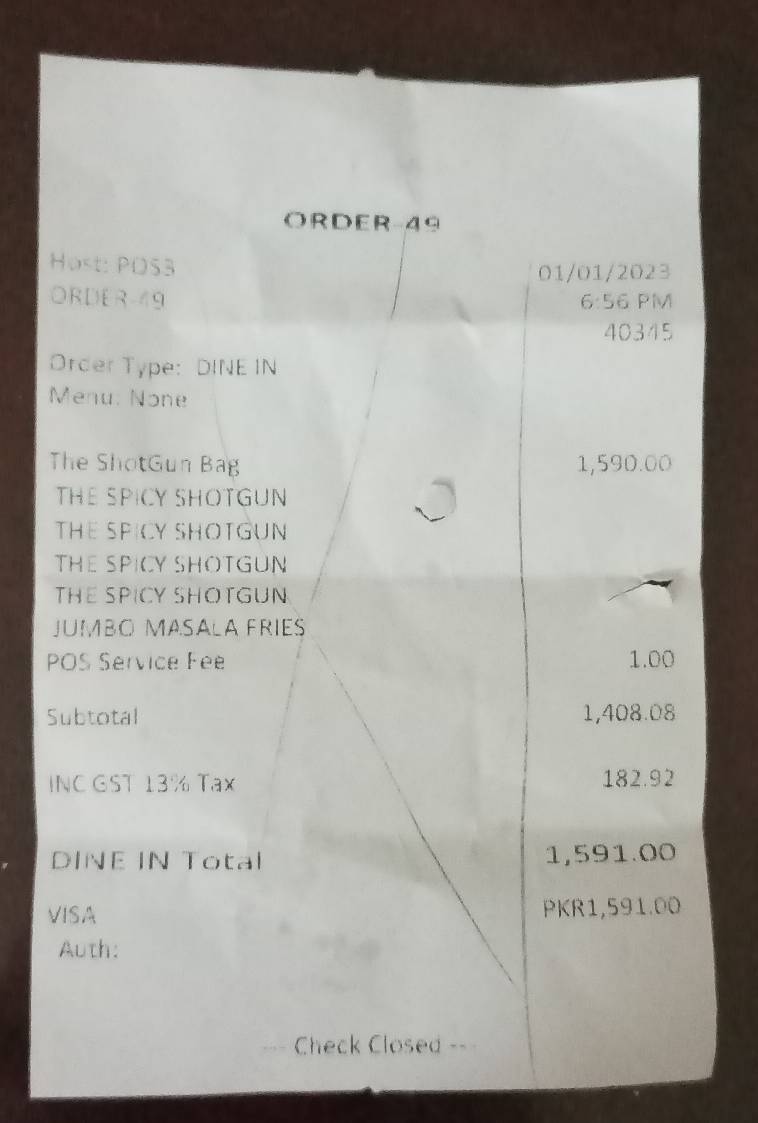 ORDER-49
Host: POS3
01/01/2023
ORDER-49
6:56 PM
40345
Order Type: DINE IN
Menu: None
The ShotGun Bag 1,590.00
THE SPICY SHOTGUN
THE SPICY SHOTGUN
THE SPICY SHOTGUN
THE SPICY SHOTGUN
JUMBO MASALA FRIES
POS Service Fee 1.00
Subtotal 1,408.08
INC GST 13% Tax 182.92
DINE IN Total 1,591.00
VISA PKR1,591.00
Auth:
--- Check Closed ---